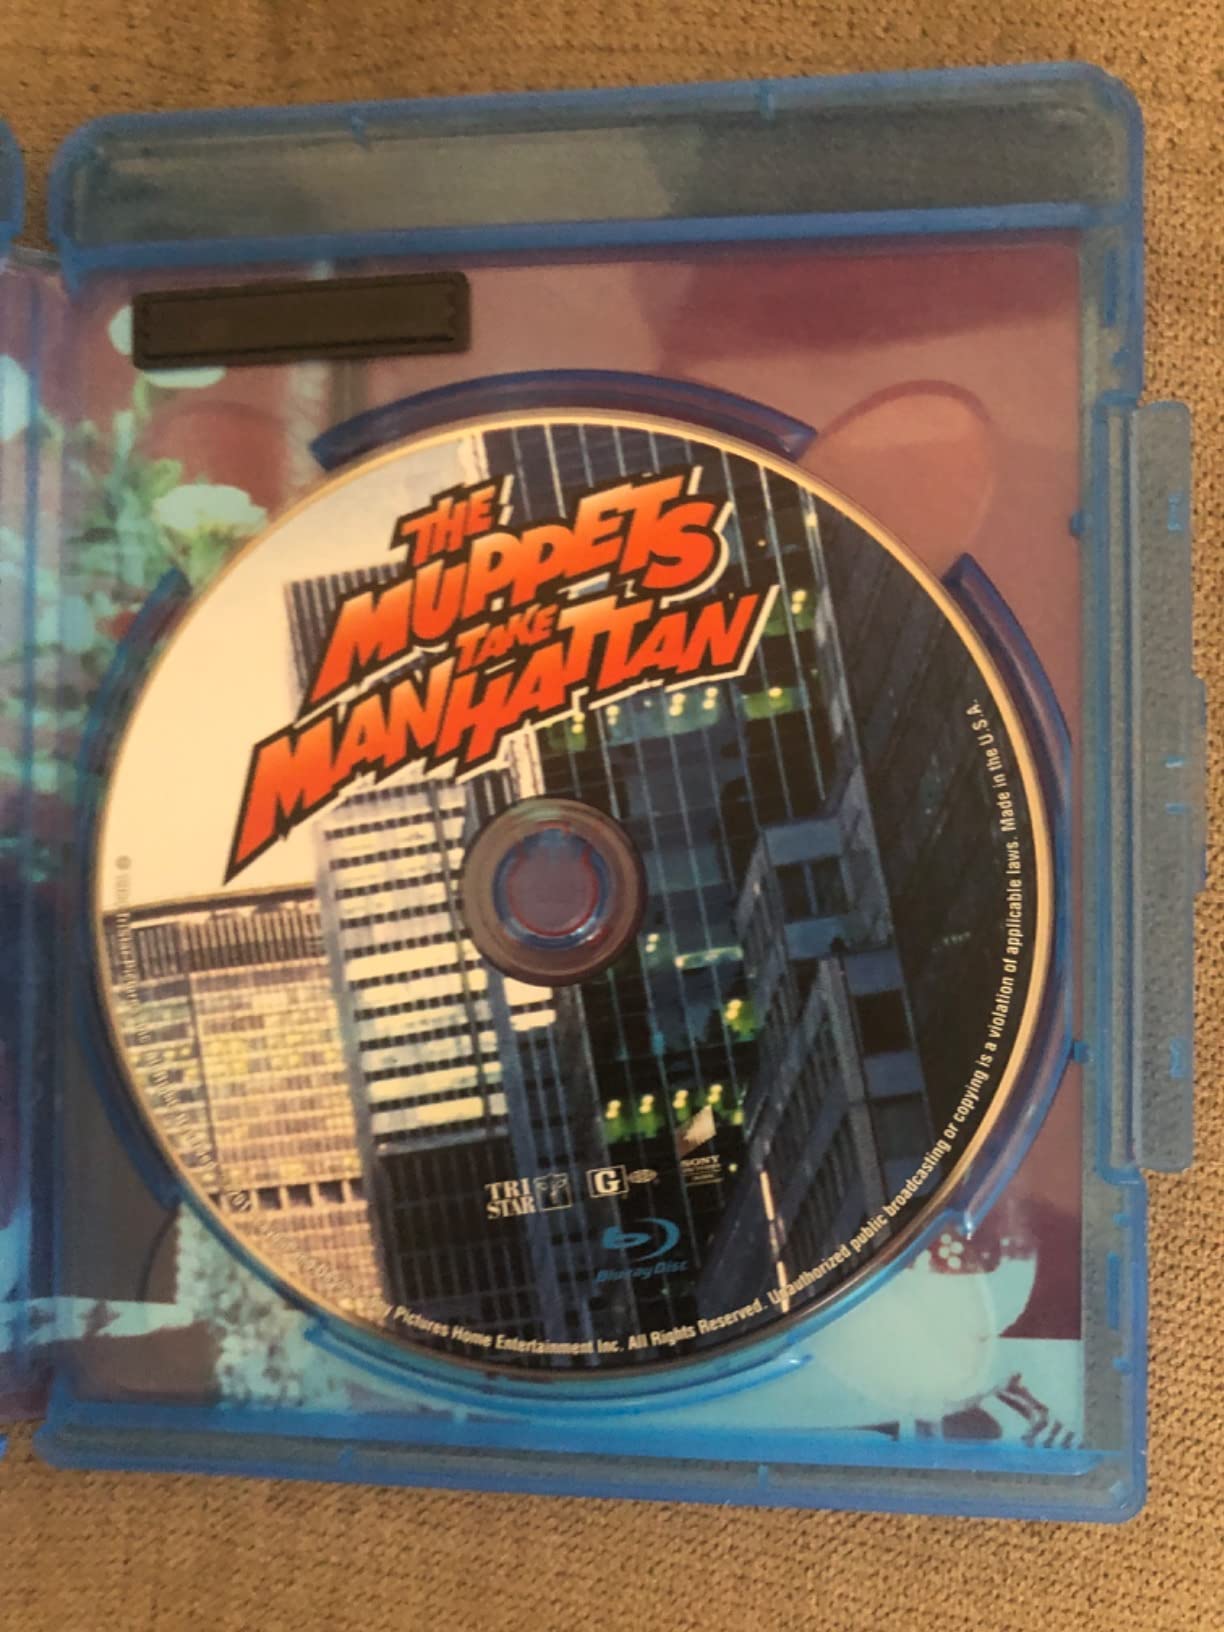 THE
MUPPETS
TAKE
MANHATTAN
TRI
STAR
G
SONY
Blu-ray Disc
Pictures Home Entertainment Inc. All Rights Reserved. Unauthorized public broadcasting or copying is a violation of applicable laws. Made in the U.S.A.